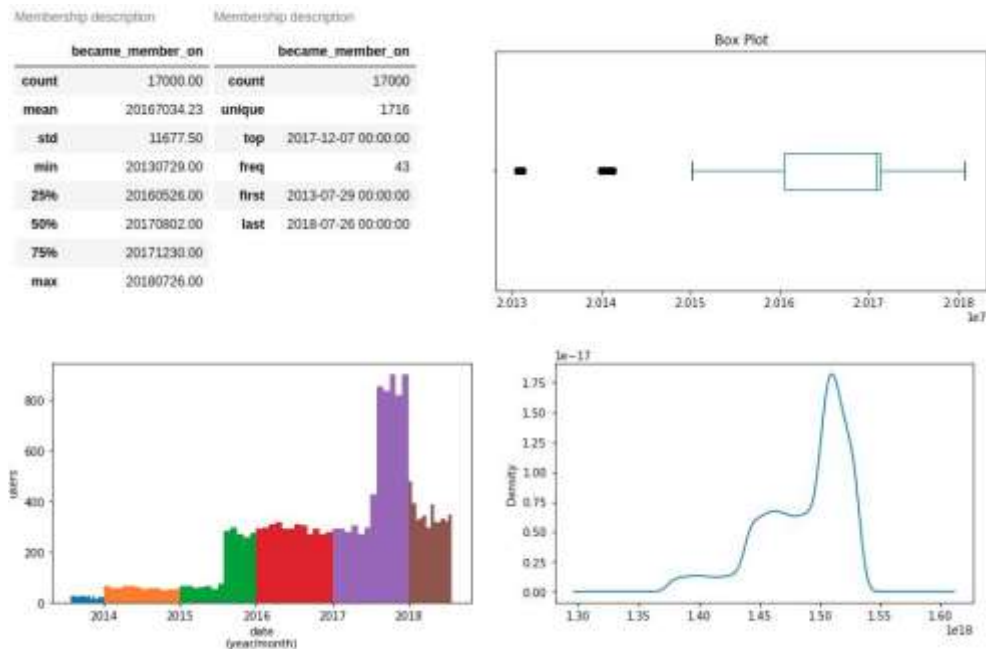 Membership description
became_member_on
count 17000.00
mean 20167034.23
std 11677.50
min 20130729.00
25% 20160526.00
50% 20170802.00
75% 20171230.00
max 20180726.00
Membership description
became_member_on
count 17000
unique 1716
top 2017-12-07 00:00:00
freq 43
first 2013-07-29 00:00:00
last 2018-07-26 00:00:00
Box Plot
2.013 2.014 2.015 2.016 2.017 2.018
1e7
800
600
400
200
0
users
2014 2015 2016 2017 2018
date
(year/month)
1e−17
1.75
1.50
1.25
1.00
0.75
0.50
0.25
0.00
Density
1.30 1.35 1.40 1.45 1.50 1.55 1.60
1e18